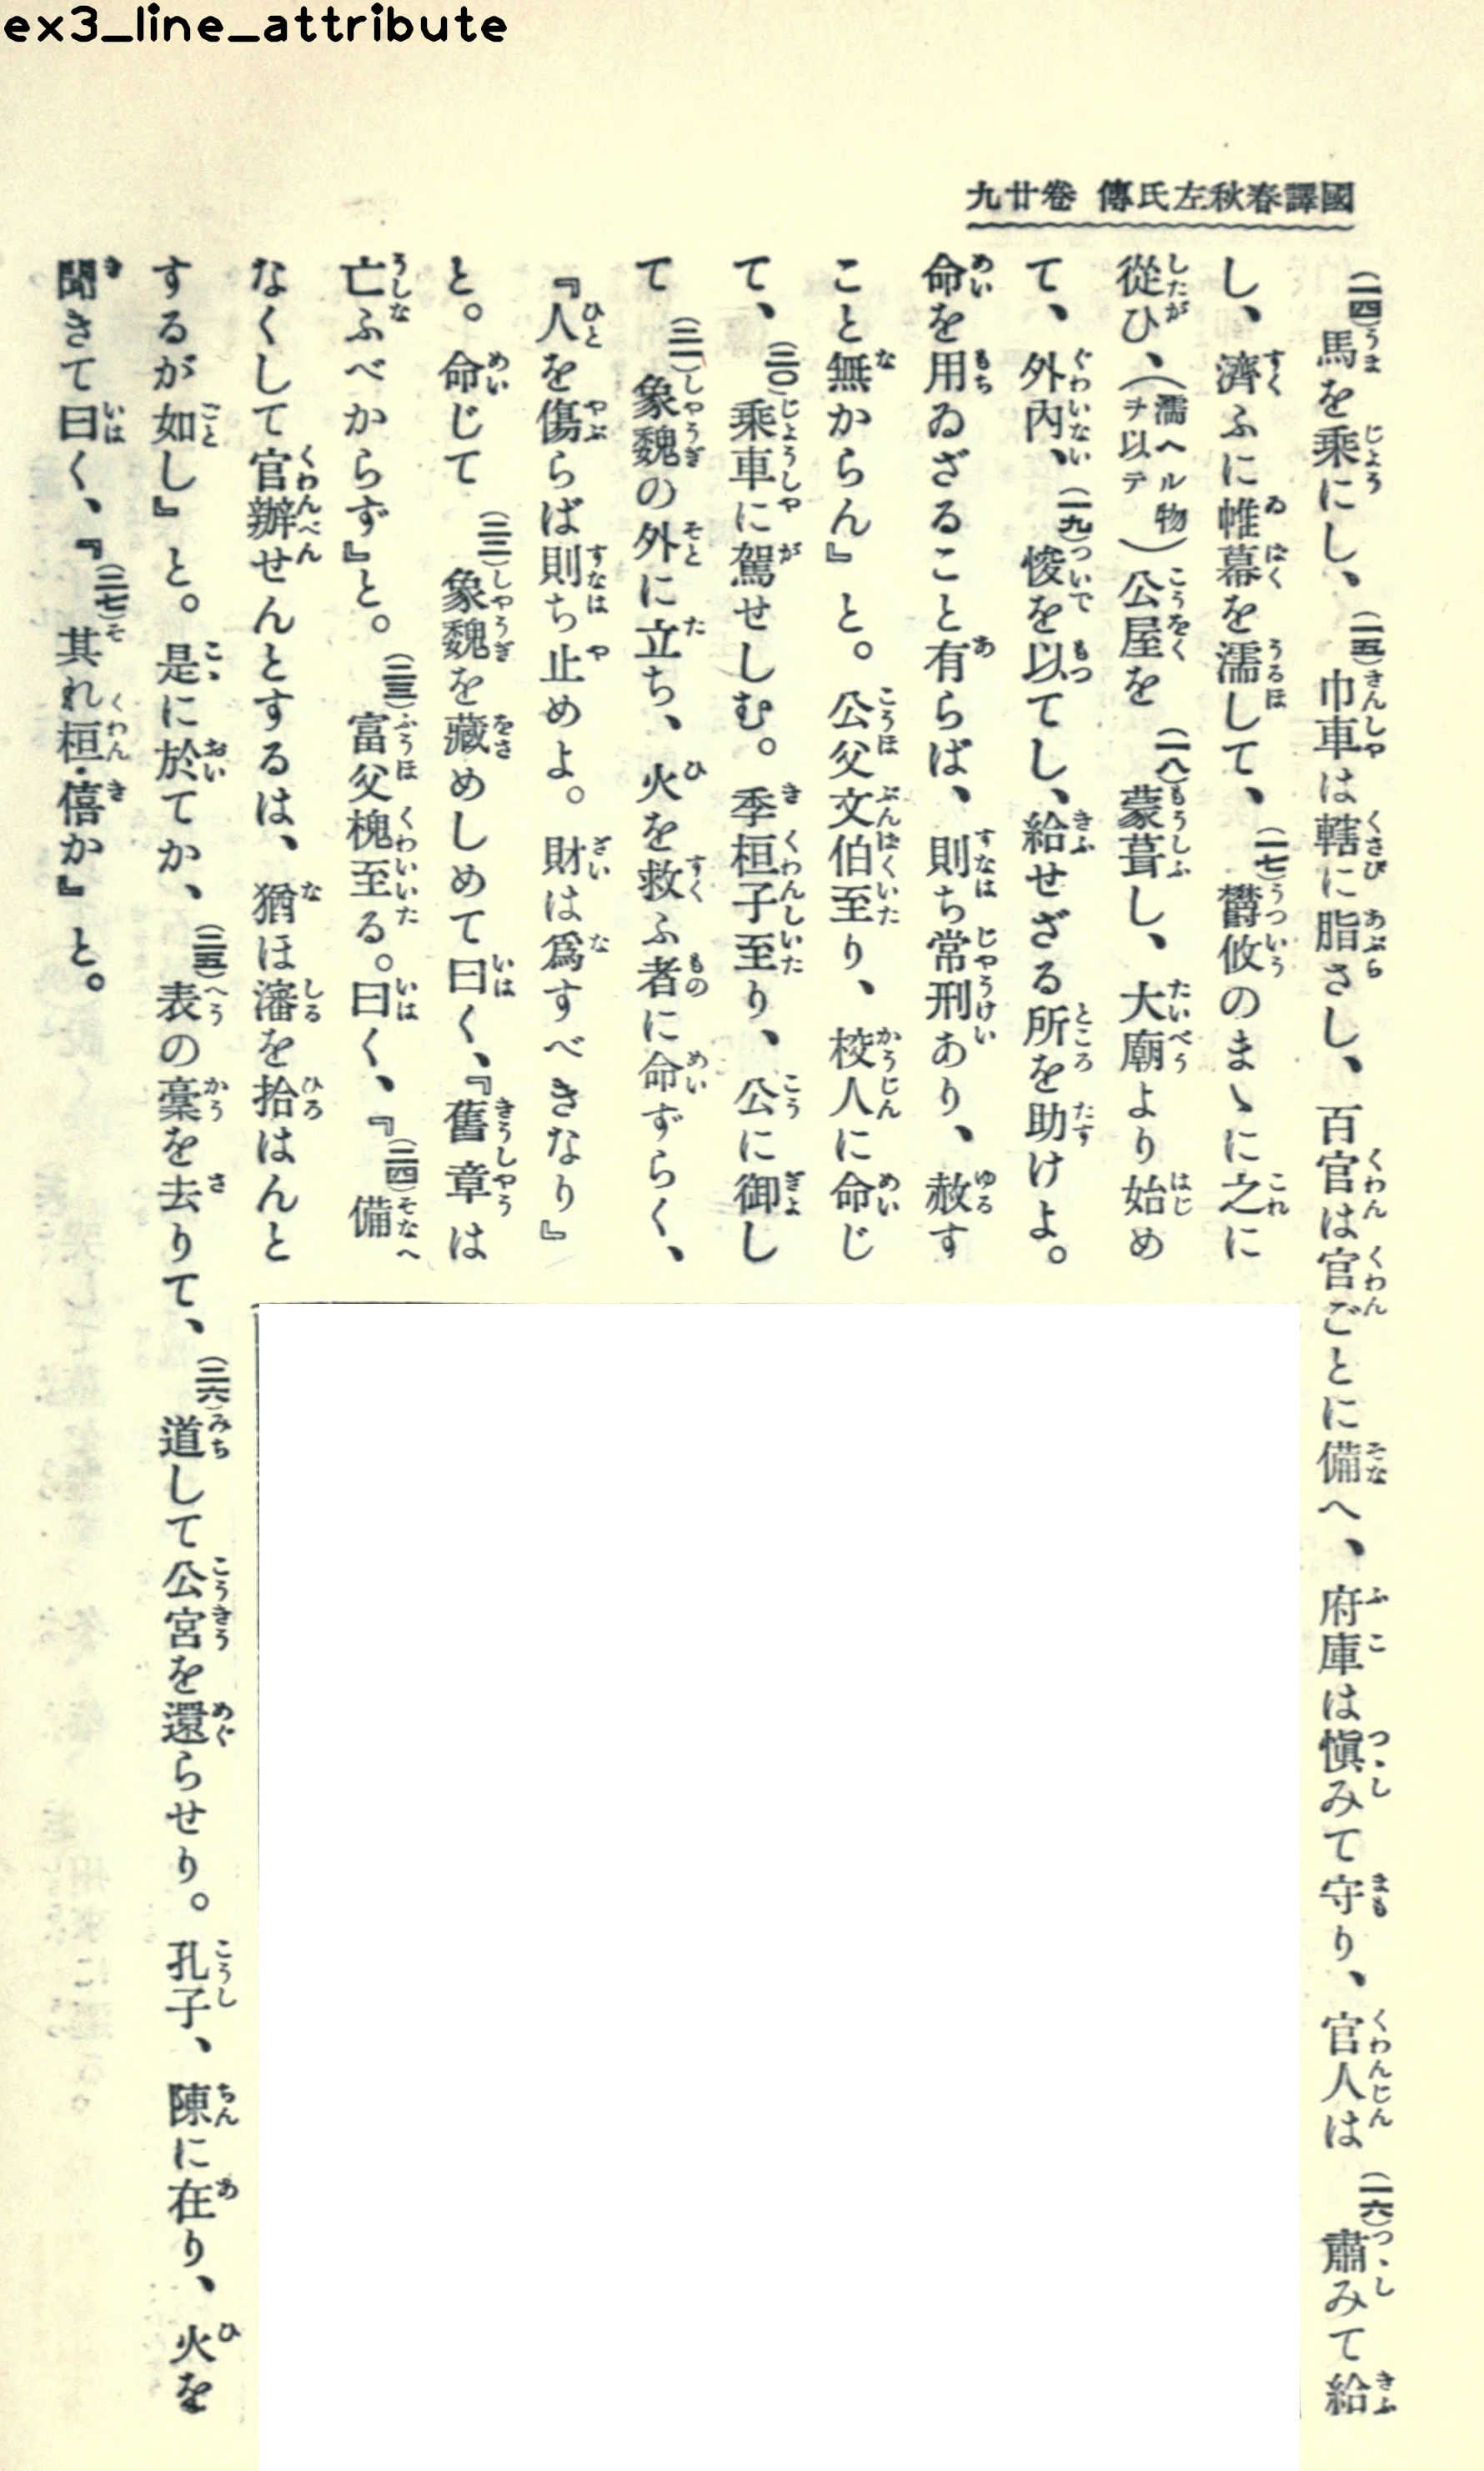 ex3_line_attribute
國譯春秋左氏傳 卷廿九
(一四)馬を乘にし、(一五)巾車は轄に脂さし、百官は官ごとに備へ、府庫は愼みて守り、官人は(一六)肅みて給
し、濟ふに帷幕を濡して、(一七)鬱攸のまゝに之に
從ひ、(濡ヘル物ヲ以テ)公屋を(一八)蒙葺し、大廟より始め
て、外內、(一九)悛を以てし、給せざる所を助けよ。
命を用ゐざること有らば、則ち常刑あり、赦す
こと無からん』と。公父文伯至り、校人に命じ
て、(二〇)乘車に駕せしむ。季桓子至り、公に御し
て(二一)象魏の外に立ち、火を救ふ者に命ずらく、
『人を傷らば則ち止めよ。財は爲すべきなり』
と。命じて(二二)象魏を藏めしめて曰く、『舊章は
亡ふべからず』と。(二三)富父槐至る。曰く、『(二四)備
なくして官辦せんとするは、猶ほ瀋を拾はんと
するが如し』と。是に於てか、(二五)表の稾を去りて、(二六)道して公宮を還らせり。孔子、陳に在り、火を
聞きて曰く、『(二七)其れ桓・僖か』と。